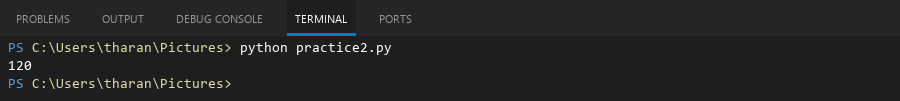 PROBLEMS OUTPUT DEBUG CONSOLE TERMINAL PORTS
PS C:\Users\tharan\Pictures> python practice2.py
120
PS C:\Users\tharan\Pictures>